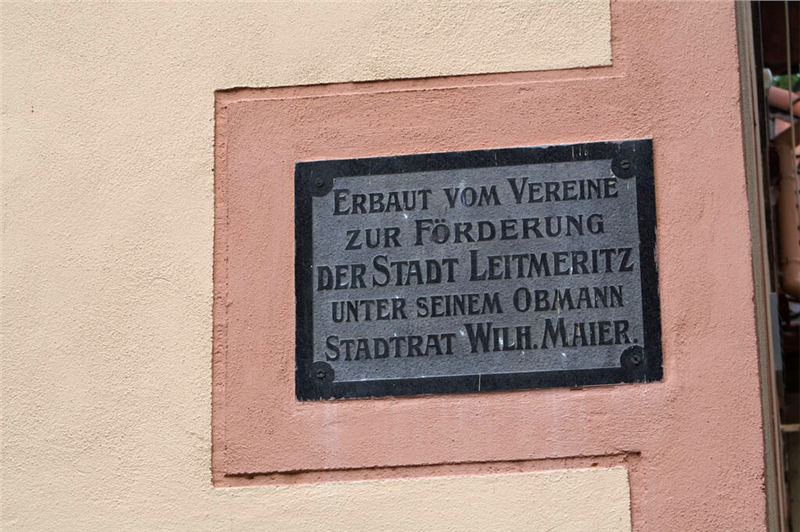 ERBAUT VOM VEREINE
ZUR FÖRDERUNG
DER STADT LEITMERITZ
UNTER SEINEM OBMANN
STADTRAT WILH. MAIER.